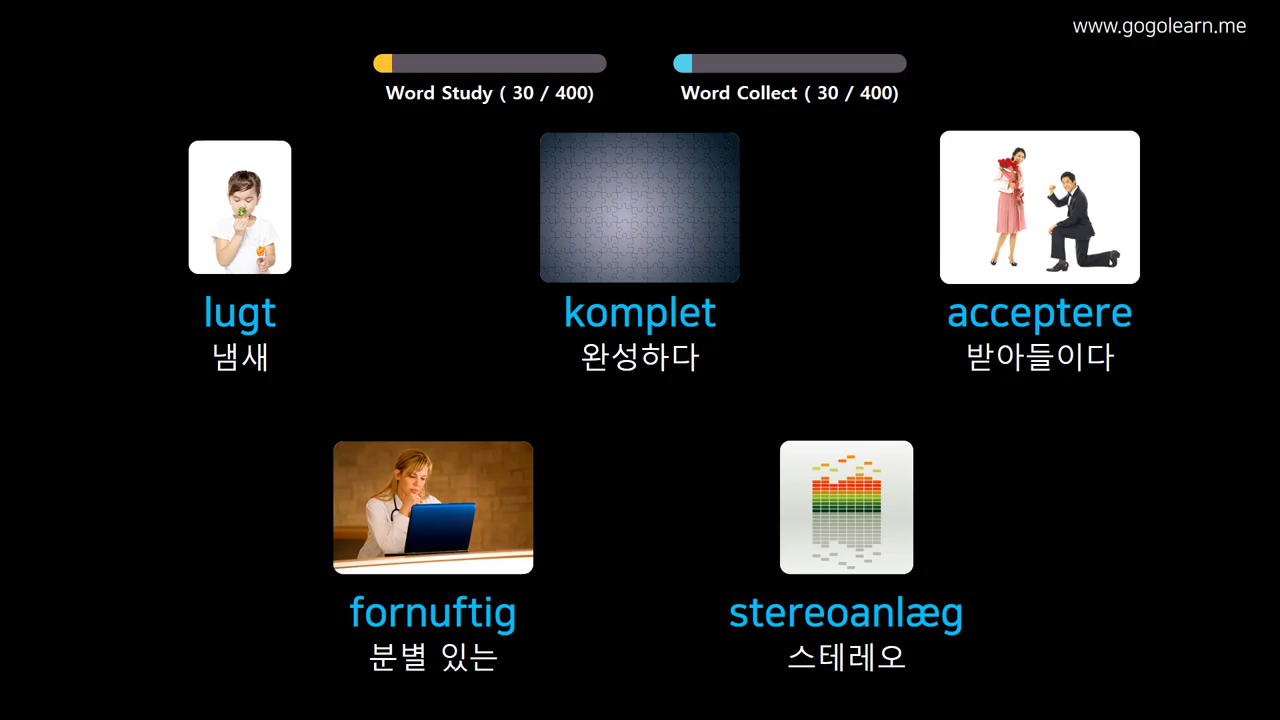 www.gogolearn.me
Word Study ( 30 / 400)
Word Collect ( 30 / 400)
lugt
냄새
komplet
완성하다
acceptere
받아들이다
fornuftig
분별 있는
stereoanlæg
스테레오